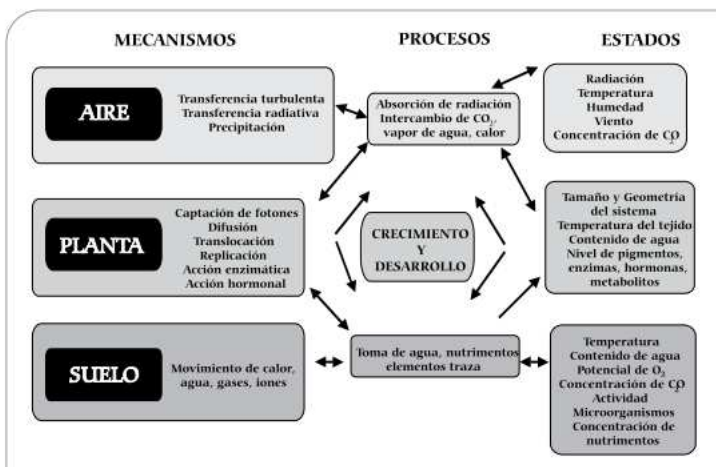 MECANISMOS
PROCESOS
ESTADOS
AIRE
Transferencia turbulenta
Transferencia radiativa
Precipitación
Absorción de radiación
Intercambio de CO2,
vapor de agua, calor
Radiación
Temperatura
Humedad
Viento
Concentración de CO2
PLANTA
Captación de fotones
Difusión
Translocación
Replicación
Acción enzimática
Acción hormonal
CRECIMIENTO
Y
DESARROLLO
Tamaño y Geometría
del sistema
Temperatura del tejido
Contenido de agua
Nivel de pigmentos,
enzimas, hormonas,
metabolitos
SUELO
Movimiento de calor,
agua, gases, iones
Toma de agua, nutrimentos
elementos traza
Temperatura
Contenido de agua
Potencial de O2
Concentración de CO2
Actividad
Microorganismos
Concentración de
nutrimentos